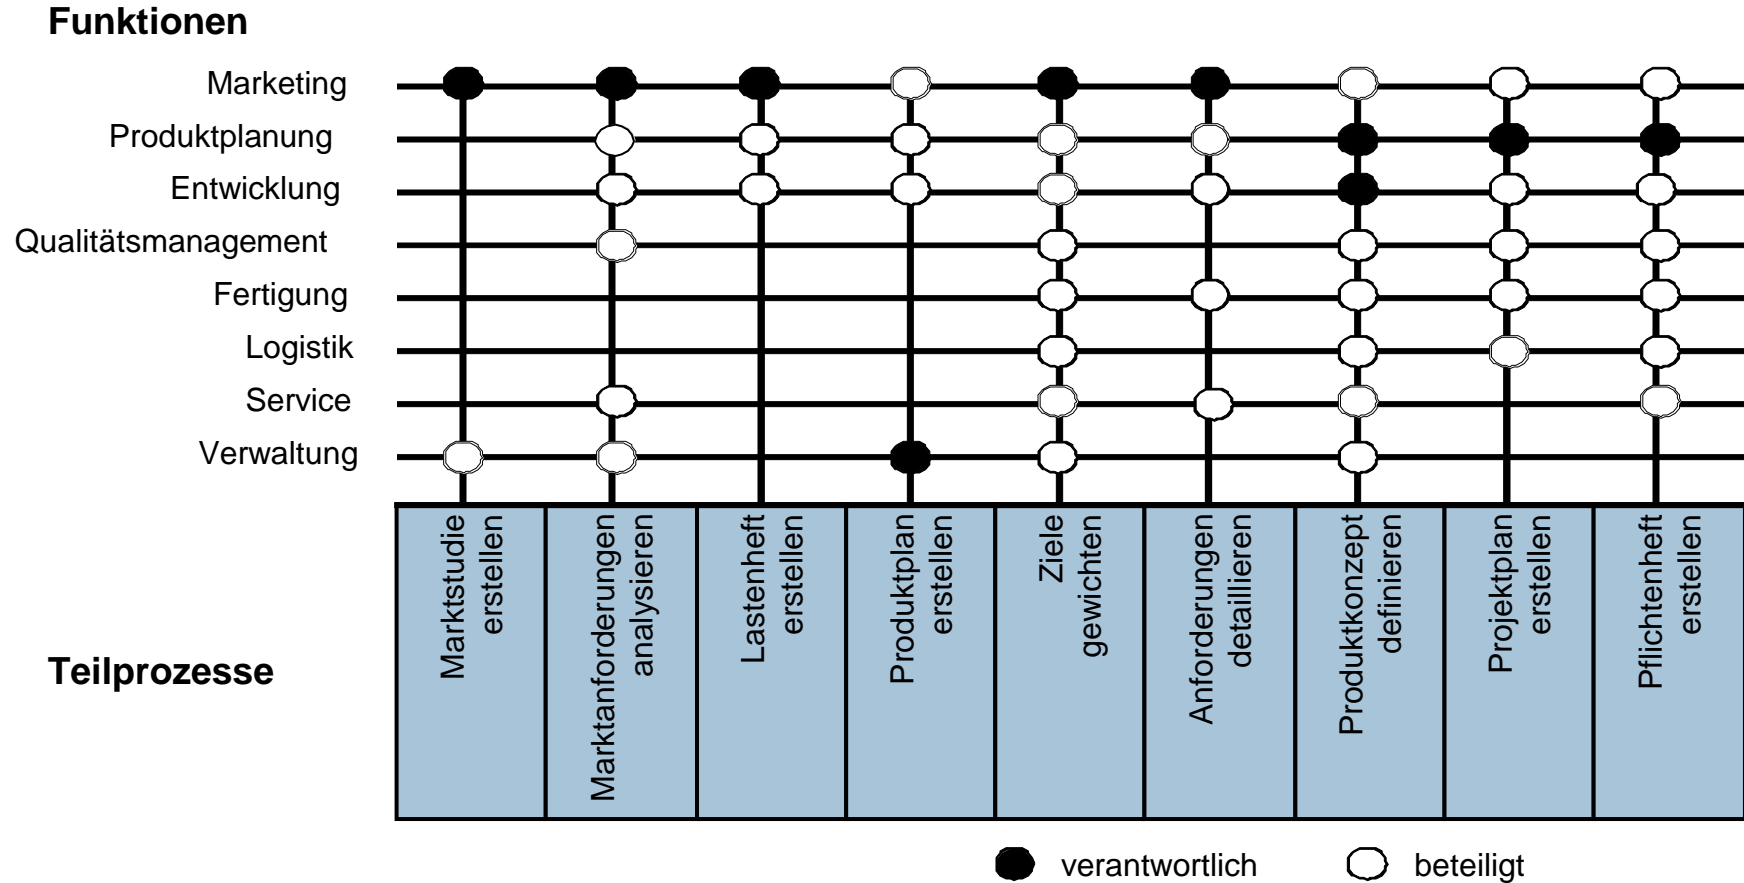 Funktionen
Marketing
Produktplanung
Entwicklung
Qualitätsmanagement
Fertigung
Logistik
Service
Verwaltung
Teilprozesse
Marktstudie
erstellen
Marktanforderungen
analysieren
Lastenheft
erstellen
Produktplan
erstellen
Ziele
gewichten
Anforderungen
detaillieren
Produktkonzept
definieren
Projektplan
erstellen
Pflichtenheft
erstellen
verantwortlich
beteiligt